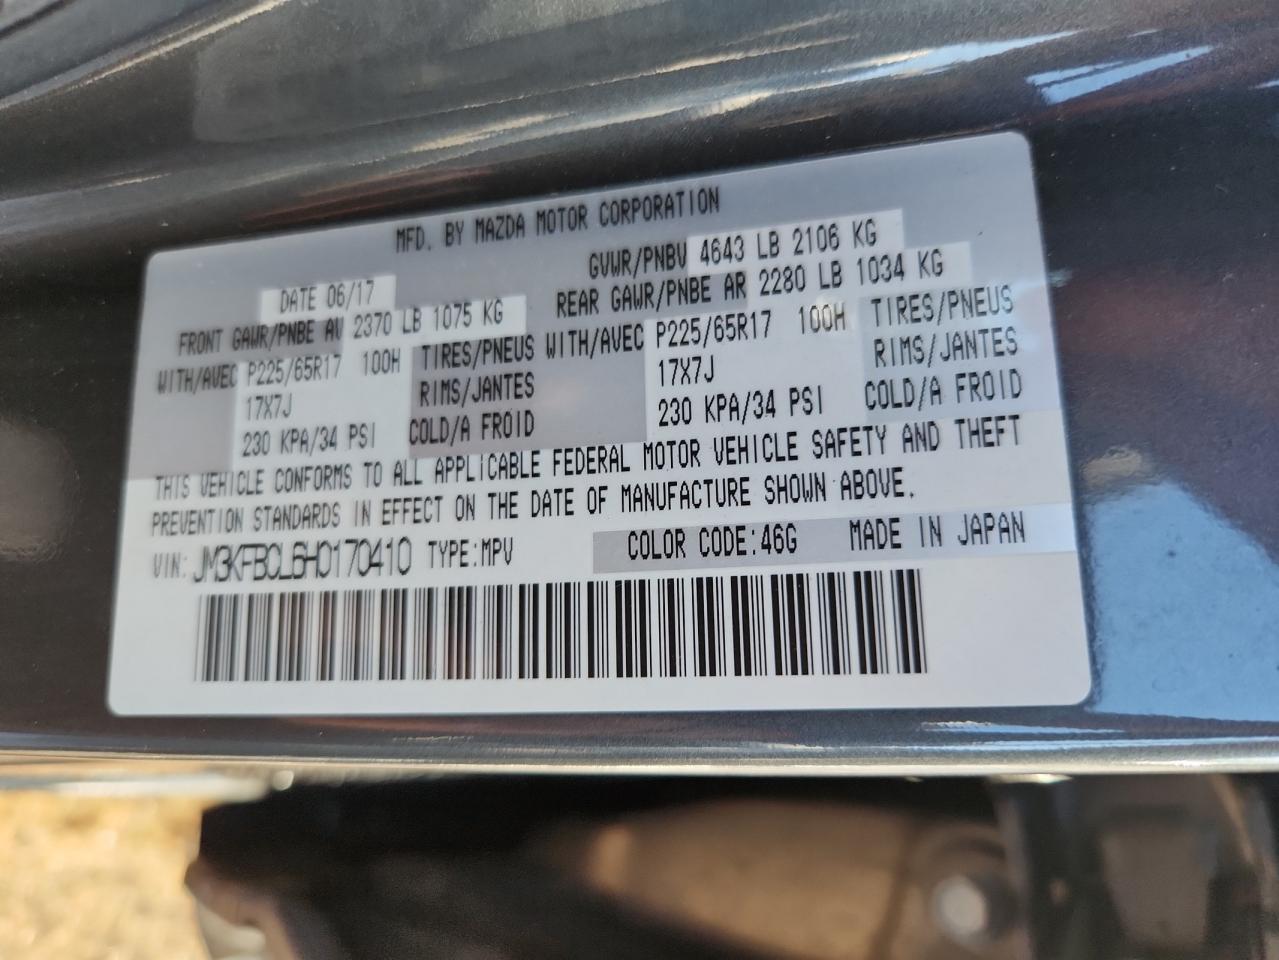 MFD. BY MAZDA MOTOR CORPORATION
DATE 06/17 GVWR/PNBV 4643 LB 2106 KG
FRONT GAWR/PNBE AV 2370 LB 1075 KG REAR GAWR/PNBE AR 2280 LB 1034 KG
WITH/AVEC P225/65R17 100H TIRES/PNEUS WITH/AVEC P225/65R17 100H TIRES/PNEUS
17X7J RIMS/JANTES 17X7J RIMS/JANTES
230 KPA/34 PSI COLD/A FROID 230 KPA/34 PSI COLD/A FROID
THIS VEHICLE CONFORMS TO ALL APPLICABLE FEDERAL MOTOR VEHICLE SAFETY AND THEFT
PREVENTION STANDARDS IN EFFECT ON THE DATE OF MANUFACTURE SHOWN ABOVE.
VIN: JM3KFBCL6H0170410 TYPE:MPV COLOR CODE:46G MADE IN JAPAN